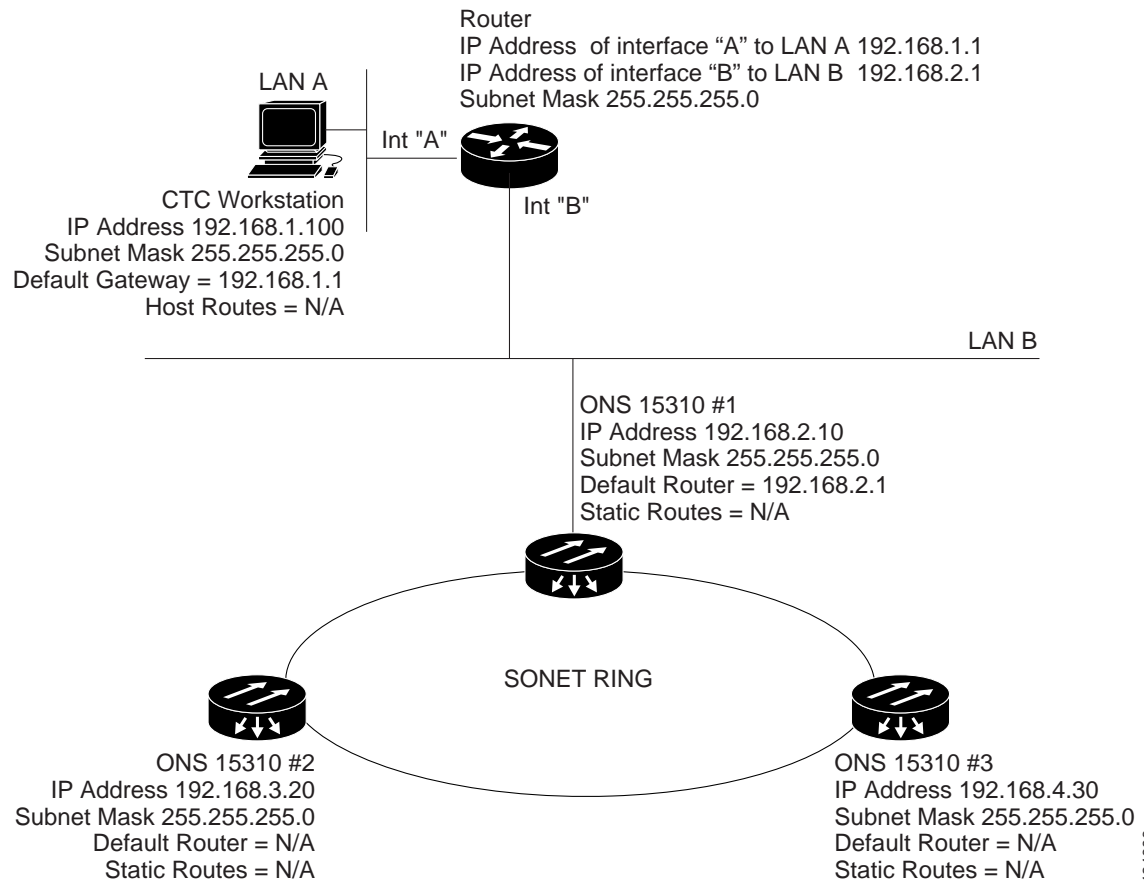 Router
IP Address  of interface “A” to LAN A 192.168.1.1
IP Address of interface “B” to LAN B  192.168.2.1
Subnet Mask 255.255.255.0
LAN A
Int "A"
Int "B"
CTC Workstation
IP Address 192.168.1.100
Subnet Mask 255.255.255.0
Default Gateway = 192.168.1.1
Host Routes = N/A
LAN B
ONS 15310 #1
IP Address 192.168.2.10
Subnet Mask 255.255.255.0
Default Router = 192.168.2.1
Static Routes = N/A
SONET RING
ONS 15310 #2
IP Address 192.168.3.20
Subnet Mask 255.255.255.0
Default Router = N/A
Static Routes = N/A
ONS 15310 #3
IP Address 192.168.4.30
Subnet Mask 255.255.255.0
Default Router = N/A
Static Routes = N/A